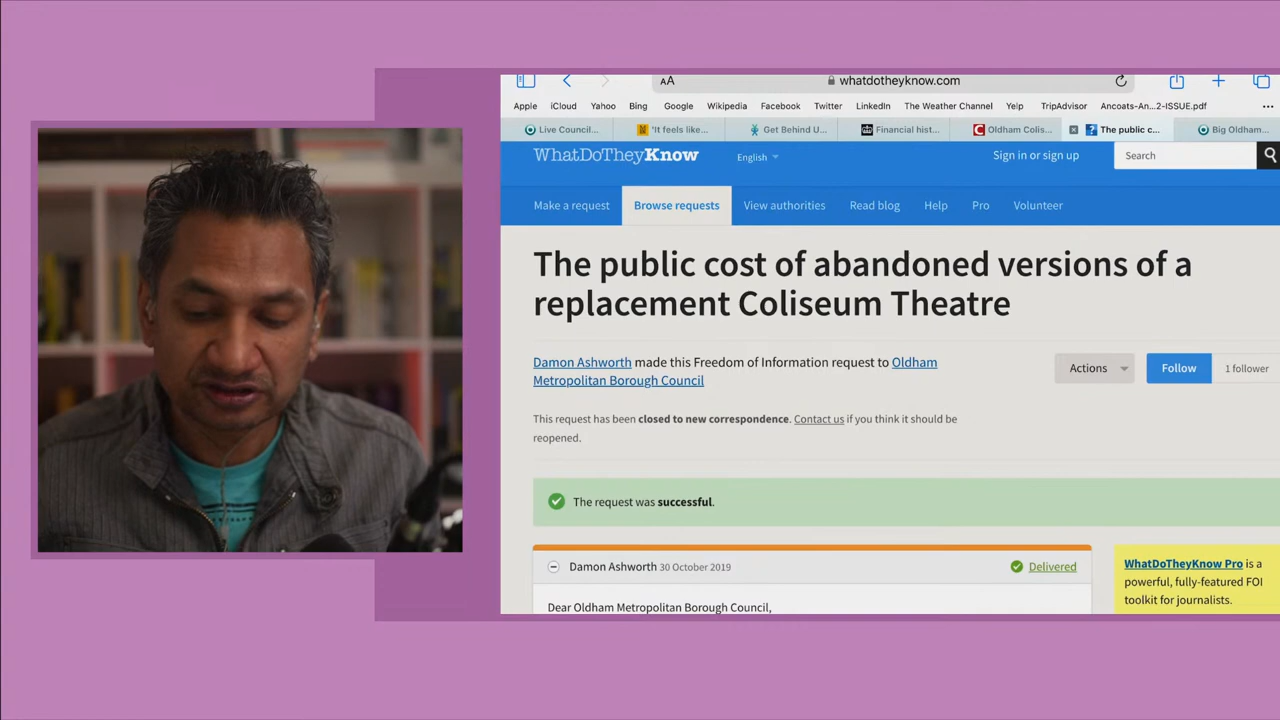 AA
whatdotheyknow.com
Apple iCloud Yahoo Bing Google Wikipedia Facebook Twitter LinkedIn The Weather Channel Yelp TripAdvisor Ancoats-An...2-ISSUE.pdf ...
Live Council... 'It feels like... Get Behind U... Financial hist... Oldham Colis... The public c... Big Oldham...
WhatDoTheyKnow English Sign in or sign up Search
Make a request Browse requests View authorities Read blog Help Pro Volunteer
The public cost of abandoned versions of a
replacement Coliseum Theatre
Damon Ashworth made this Freedom of Information request to Oldham
Metropolitan Borough Council
Actions Follow 1 follower
This request has been closed to new correspondence. Contact us if you think it should be
reopened.
The request was successful.
Damon Ashworth 30 October 2019 Delivered
Dear Oldham Metropolitan Borough Council,
WhatDoTheyKnow Pro is a
powerful, fully-featured FOI
toolkit for journalists.